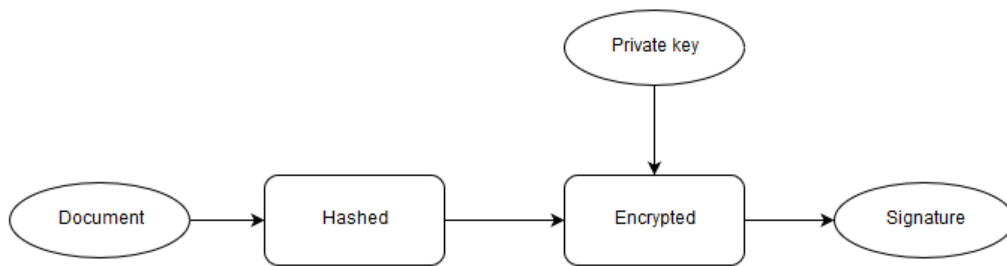 Private key
Document
Hashed
Encrypted
Signature